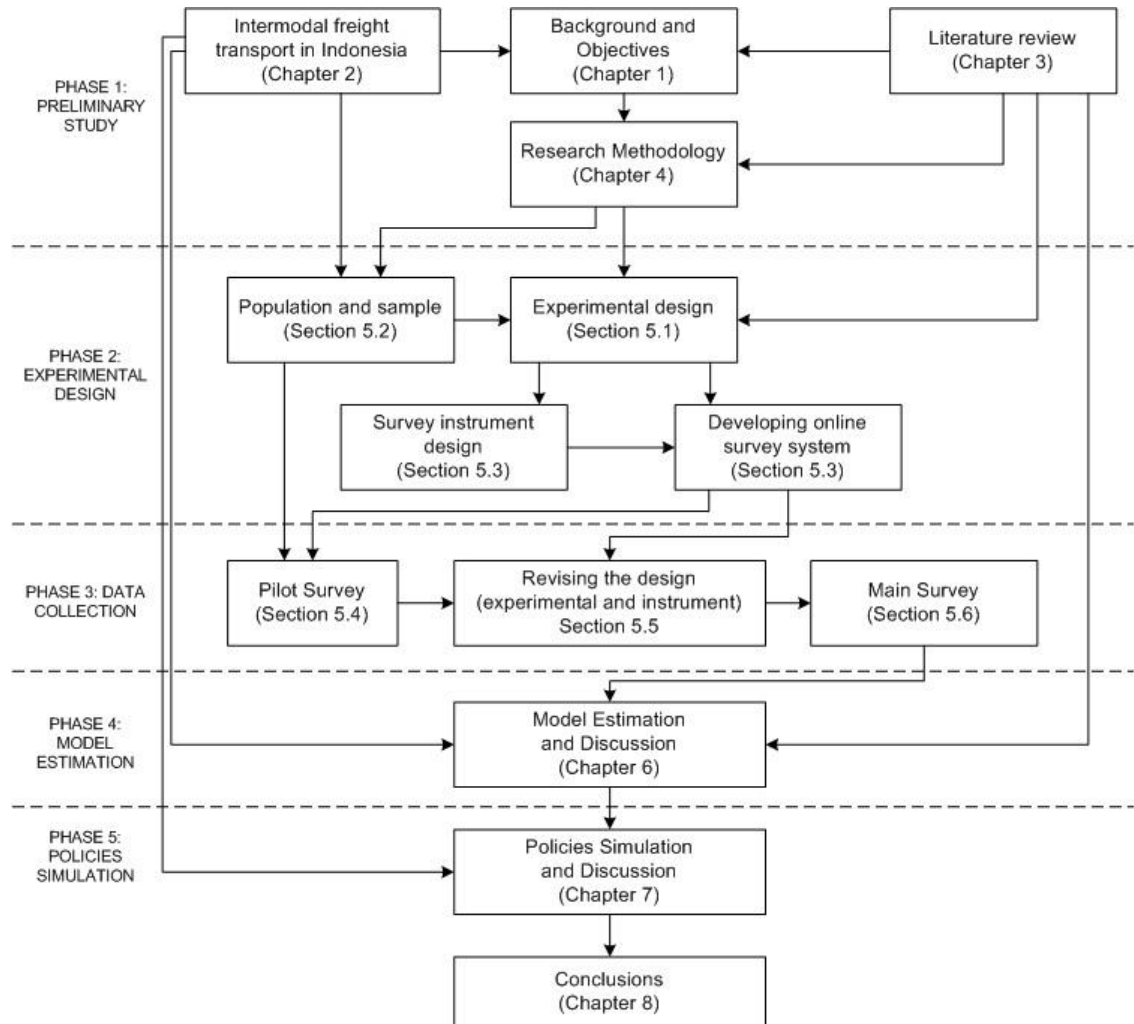 Intermodal freight
transport in Indonesia
(Chapter 2)
Background and
Objectives
(Chapter 1)
Literature review
(Chapter 3)
PHASE 1:
PRELIMINARY
STUDY
Research Methodology
(Chapter 4)
Population and sample
(Section 5.2)
Experimental design
(Section 5.1)
PHASE 2:
EXPERIMENTAL
DESIGN
Survey instrument
design
(Section 5.3)
Developing online
survey system
(Section 5.3)
PHASE 3: DATA
COLLECTION
Pilot Survey
(Section 5.4)
Revising the design
(experimental and instrument)
Section 5.5
Main Survey
(Section 5.6)
PHASE 4:
MODEL
ESTIMATION
Model Estimation
and Discussion
(Chapter 6)
PHASE 5:
POLICIES
SIMULATION
Policies Simulation
and Discussion
(Chapter 7)
Conclusions
(Chapter 8)